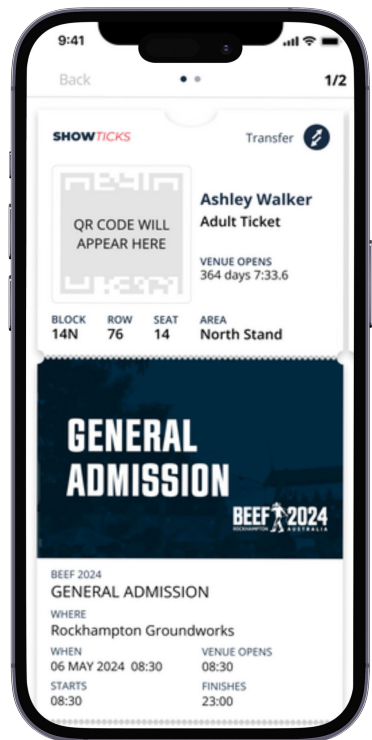 9:41
Back
1/2
SHOWTICKS
Transfer
QR CODE WILL
APPEAR HERE
Ashley Walker
Adult Ticket
VENUE OPENS
364 days 7:33.6
BLOCK ROW SEAT AREA
14N 76 14 North Stand
GENERAL
ADMISSION
BEEF 2024
ROCKHAMPTON AUSTRALIA
BEEF 2024
GENERAL ADMISSION
WHERE
Rockhampton Groundworks
WHEN VENUE OPENS
06 MAY 2024 08:30 08:30
STARTS FINISHES
08:30 23:00